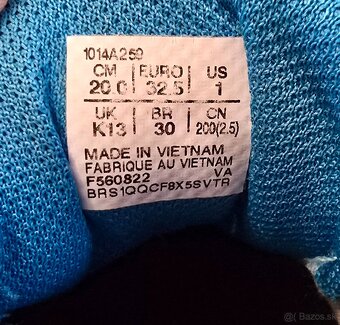 1014A259
CM EURO US
20.0 32.5 1
UK BR CN
K13 30 200(2.5)
MADE IN VIETNAM
FABRIQUE AU VIETNAM
F560822 VA
BRS1QQCF8X5SVTR
© Bazos.sk